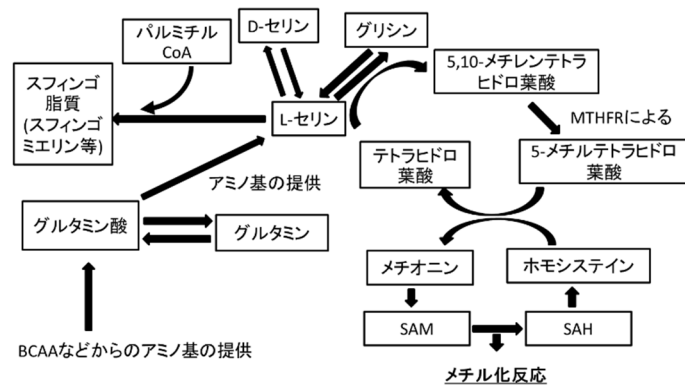 パルミチル
CoA
D-セリン
グリシン
5,10-メチレンテトラ
ヒドロ葉酸
スフィンゴ
脂質
(スフィンゴ
ミエリン等)
L-セリン
MTHFRによる
テトラヒドロ
葉酸
5-メチルテトラヒドロ
葉酸
アミノ基の提供
グルタミン酸
グルタミン
メチオニン
ホモシステイン
SAM
SAH
BCAAなどからのアミノ基の提供
メチル化反応